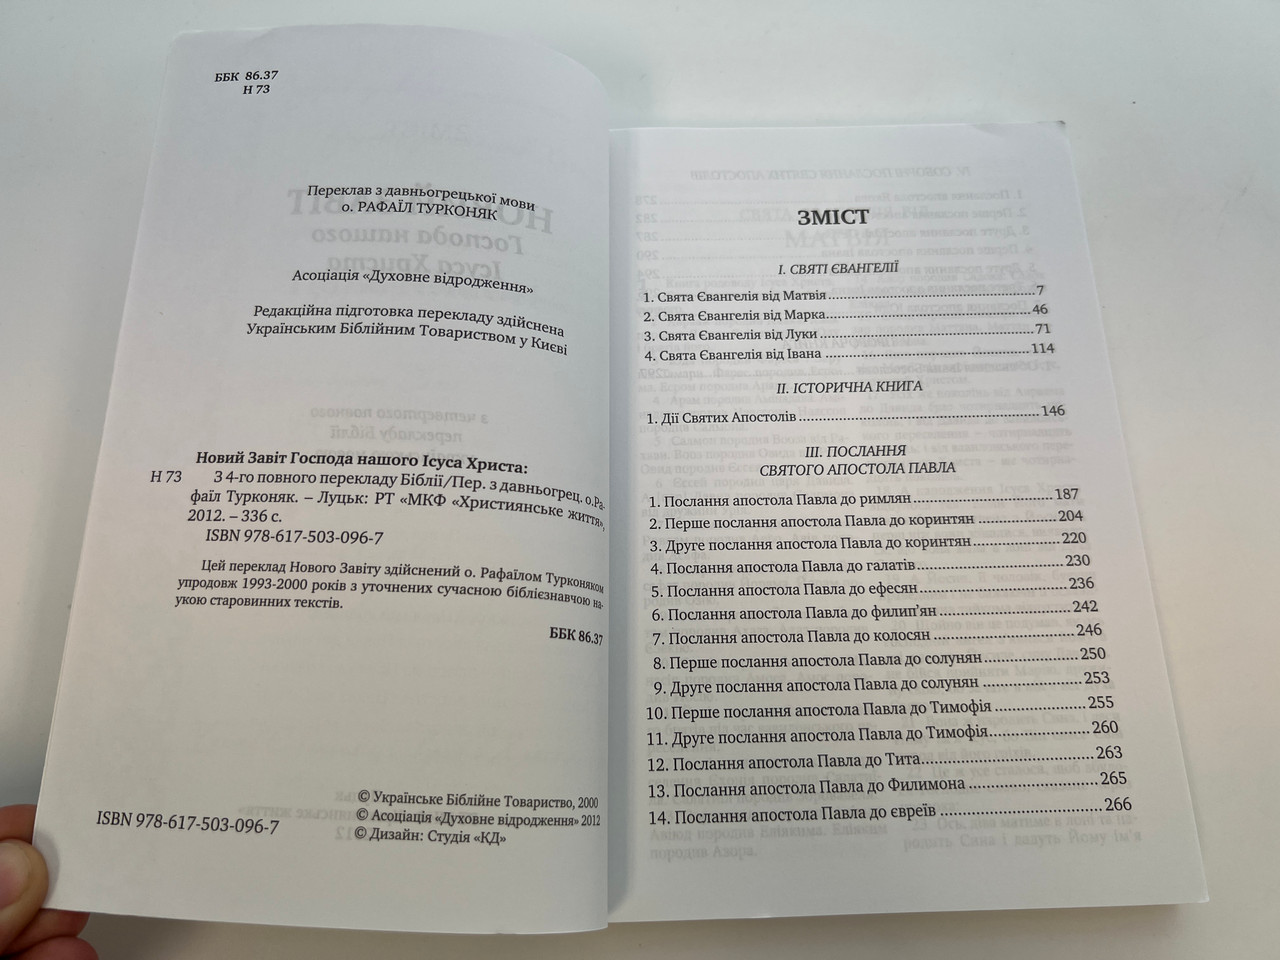 ББК 86.37
Н 73
Переклав з давньогрецької мови
о. РАФАЇЛ ТУРКОНЯК
Асоціація «Духовне відродження»
Редакційна підготовка перекладу здійснена
Українським Біблійним Товариством у Києві
Новий Завіт Господа нашого Ісуса Христа:
Н 73 З 4-го повного перекладу Біблії/Пер. з давньогрец. о.Ра-
фаїл Турконяк. – Луцьк: РТ «МКФ «Християнське життя»,
2012. – 336 с.
ISBN 978-617-503-096-7
Цей переклад Нового Завіту здійснений о. Рафаїлом Турконяком
упродовж 1993-2000 років з уточнених сучасною біблієзнавчою на-
укою старовинних текстів.
ББК 86.37
ISBN 978-617-503-096-7
© Українське Біблійне Товариство, 2000
© Асоціація «Духовне відродження» 2012
© Дизайн: Студія «КД»
ЗМІСТ
І. СВЯТІ ЄВАНГЕЛІЇ
1. Свята Євангелія від Матвія ........ 7
2. Свята Євангелія від Марка ........ 46
3. Свята Євангелія від Луки ........ 71
4. Свята Євангелія від Івана ........ 114
ІІ. ІСТОРИЧНА КНИГА
1. Дії Святих Апостолів ........ 146
ІІІ. ПОСЛАННЯ
СВЯТОГО АПОСТОЛА ПАВЛА
1. Послання апостола Павла до римлян ........ 187
2. Перше послання апостола Павла до коринтян ........ 204
3. Друге послання апостола Павла до коринтян ........ 220
4. Послання апостола Павла до галатів ........ 230
5. Послання апостола Павла до ефесян ........ 236
6. Послання апостола Павла до филип'ян ........ 242
7. Послання апостола Павла до колосян ........ 246
8. Перше послання апостола Павла до солунян ........ 250
9. Друге послання апостола Павла до солунян ........ 253
10. Перше послання апостола Павла до Тимофія ........ 255
11. Друге послання апостола Павла до Тимофія ........ 260
12. Послання апостола Павла до Тита ........ 263
13. Послання апостола Павла до Филимона ........ 265
14. Послання апостола Павла до євреїв ........ 266